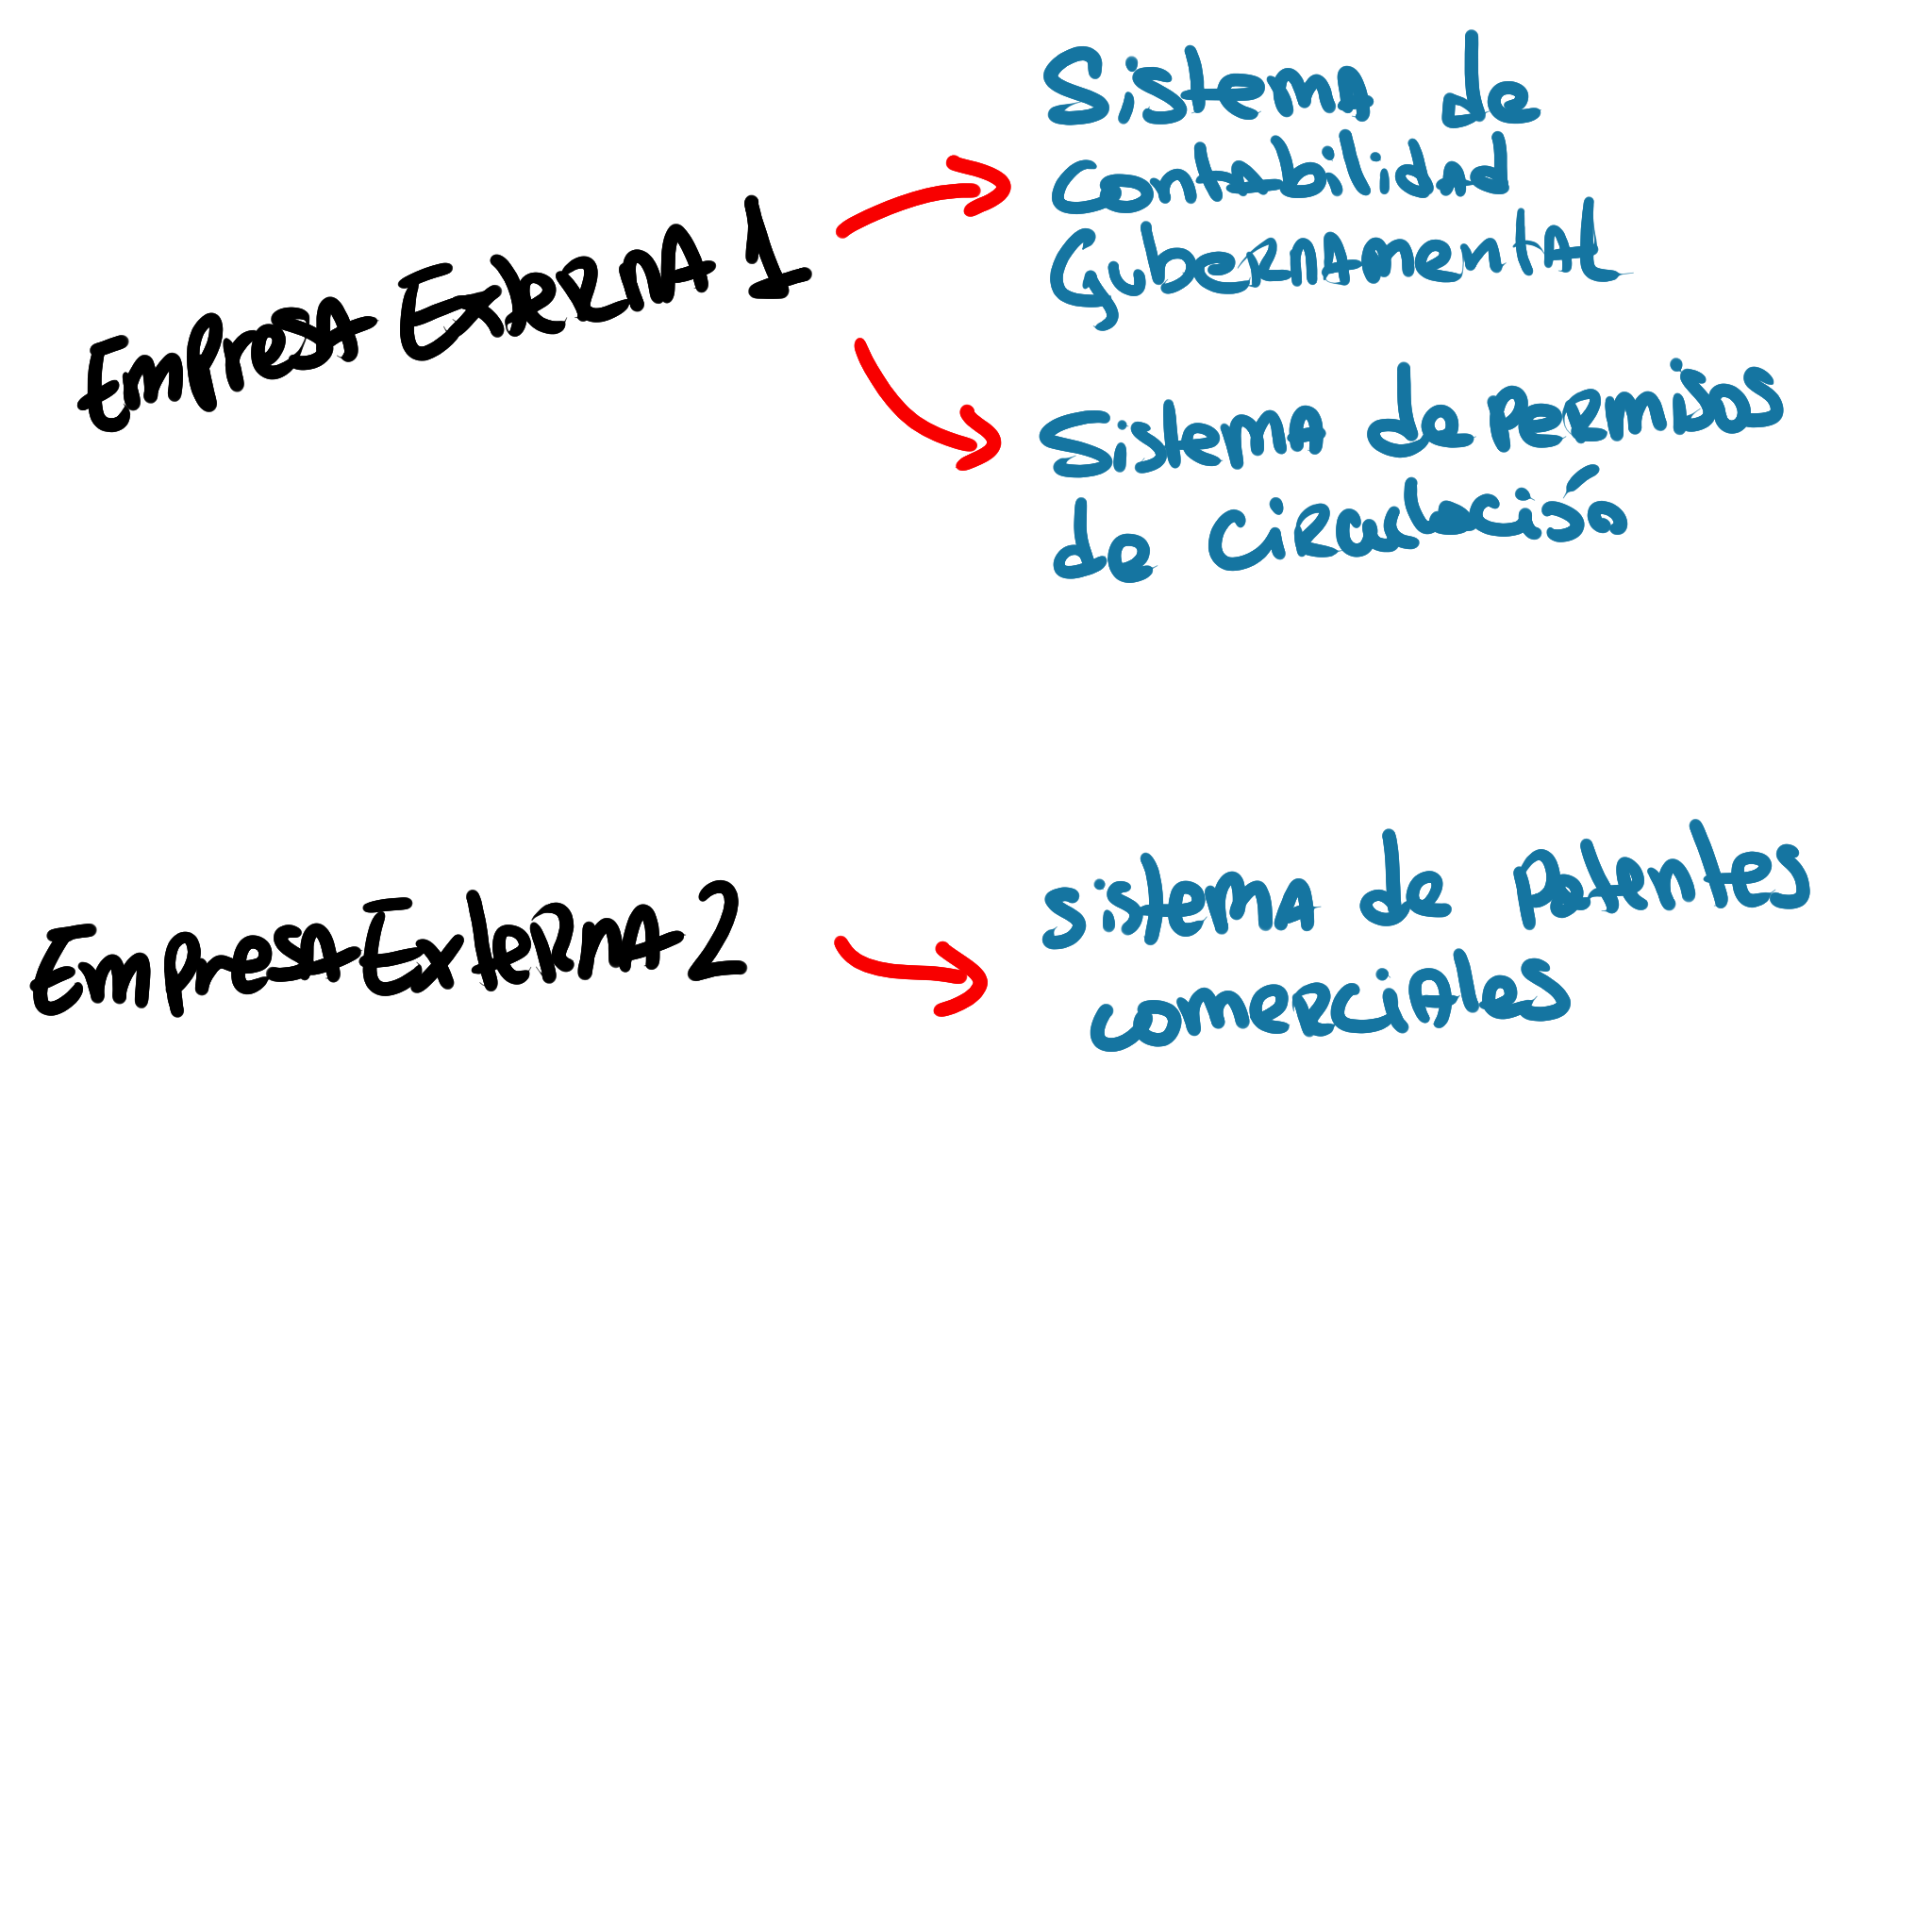 Empresa Externa 1
Sistema de
Contabilidad
Gubernamental
Sistema de Permisos
de Circulación
Empresa Externa 2
Sistema de Patentes
comerciales